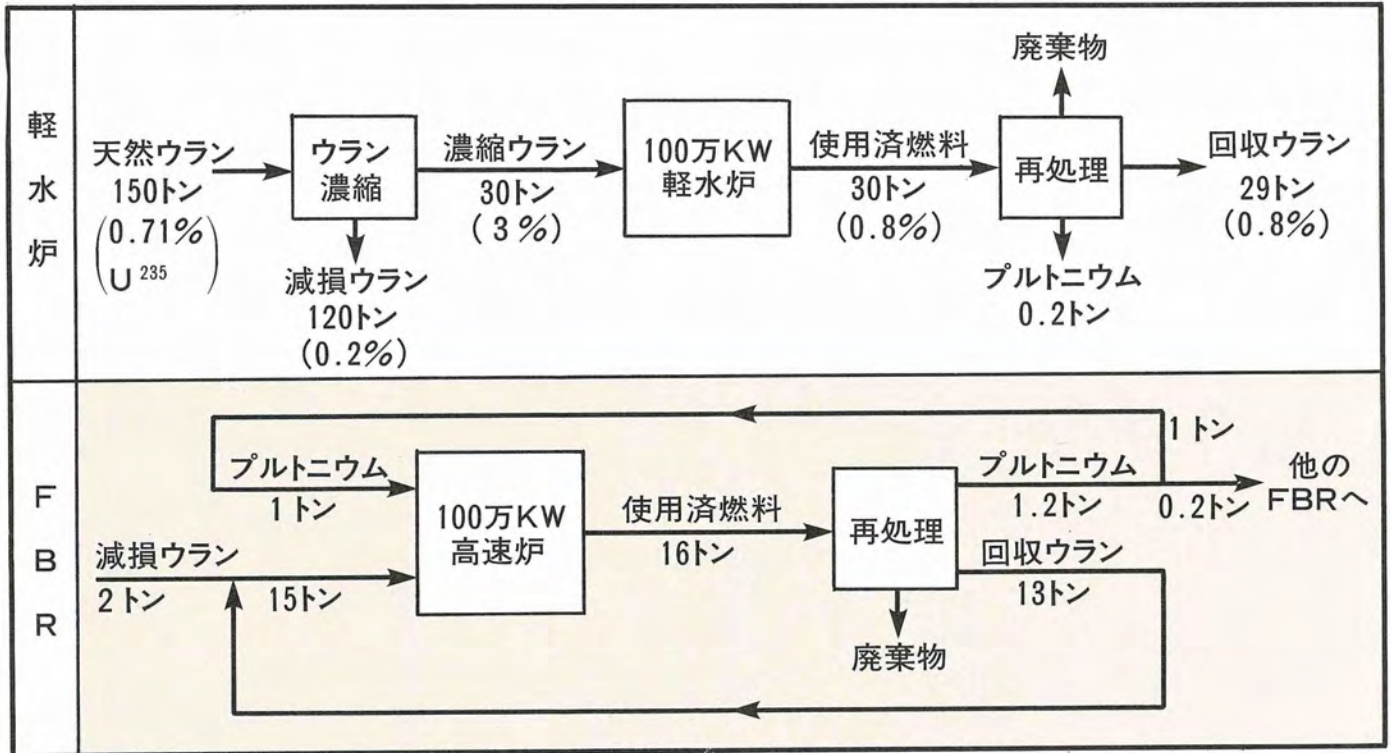 軽水炉
天然ウラン
150トン
(0.71%
U²³⁵)
ウラン
濃縮
減損ウラン
120トン
(0.2%)
濃縮ウラン
30トン
(3%)
100万KW
軽水炉
使用済燃料
30トン
(0.8%)
廃棄物
再処理
プルトニウム
0.2トン
回収ウラン
29トン
(0.8%)
FBR
プルトニウム
1トン
減損ウラン
2トン
15トン
100万KW
高速炉
使用済燃料
16トン
再処理
廃棄物
プルトニウム
1.2トン
1トン
0.2トン
他の
FBRへ
回収ウラン
13トン